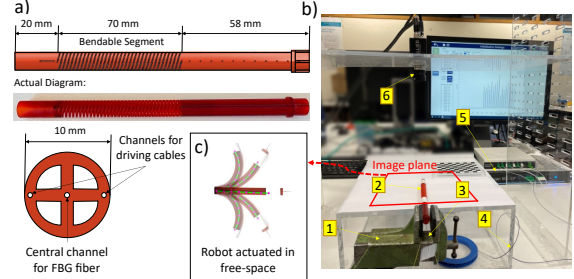 a)
20 mm
70 mm
58 mm
Bendable Segment
Actual Diagram:
10 mm
Channels for
driving cables
Central channel
for FBG fiber
c)
Robot actuated in
free-space
b)
6
5
Image plane
2
3
1
4